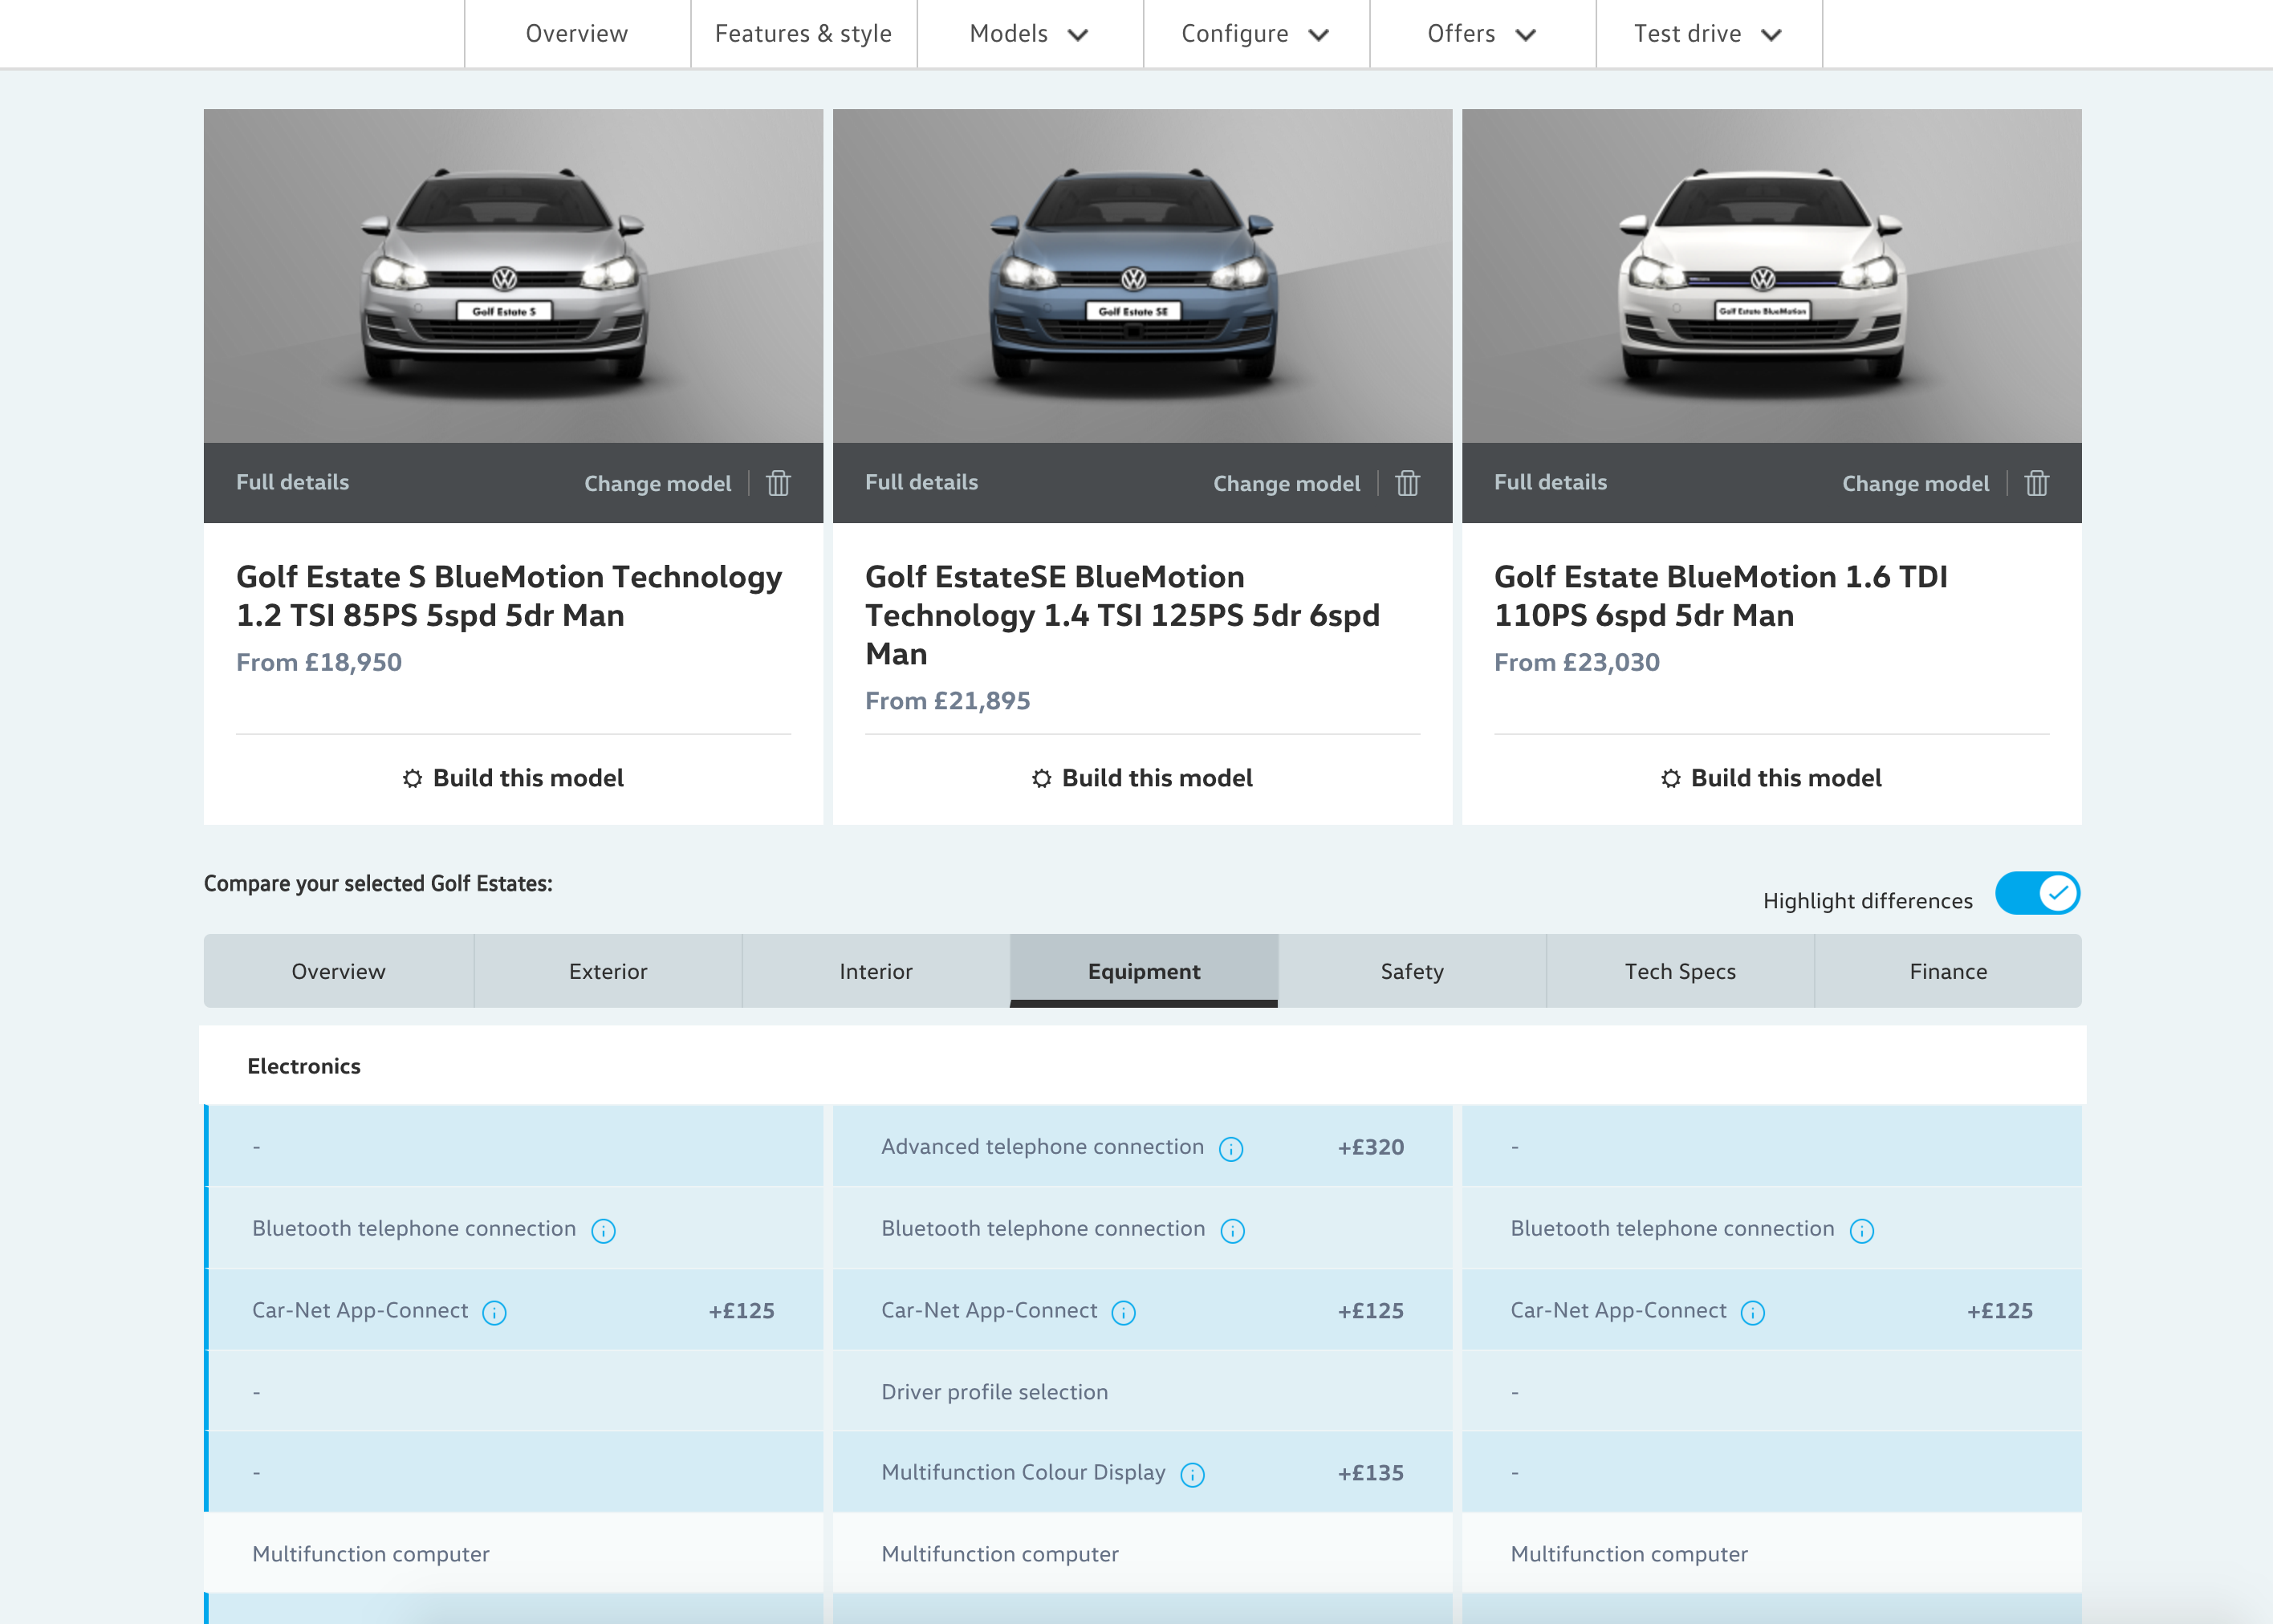 Overview
Features & style
Models
Configure
Offers
Test drive
Golf Estate S
Golf Estate SE
Golf Estate BlueMotion
Full details
Change model
Full details
Change model
Full details
Change model
Golf Estate S BlueMotion Technology
1.2 TSI 85PS 5spd 5dr Man
From £18,950
Build this model
Golf EstateSE BlueMotion
Technology 1.4 TSI 125PS 5dr 6spd
Man
From £21,895
Build this model
Golf Estate BlueMotion 1.6 TDI
110PS 6spd 5dr Man
From £23,030
Build this model
Compare your selected Golf Estates:
Highlight differences
Overview
Exterior
Interior
Equipment
Safety
Tech Specs
Finance
Electronics
-
Advanced telephone connection +£320
-
Bluetooth telephone connection
Bluetooth telephone connection
Bluetooth telephone connection
Car-Net App-Connect +£125
Car-Net App-Connect +£125
Car-Net App-Connect +£125
-
Driver profile selection
-
-
Multifunction Colour Display +£135
-
Multifunction computer
Multifunction computer
Multifunction computer